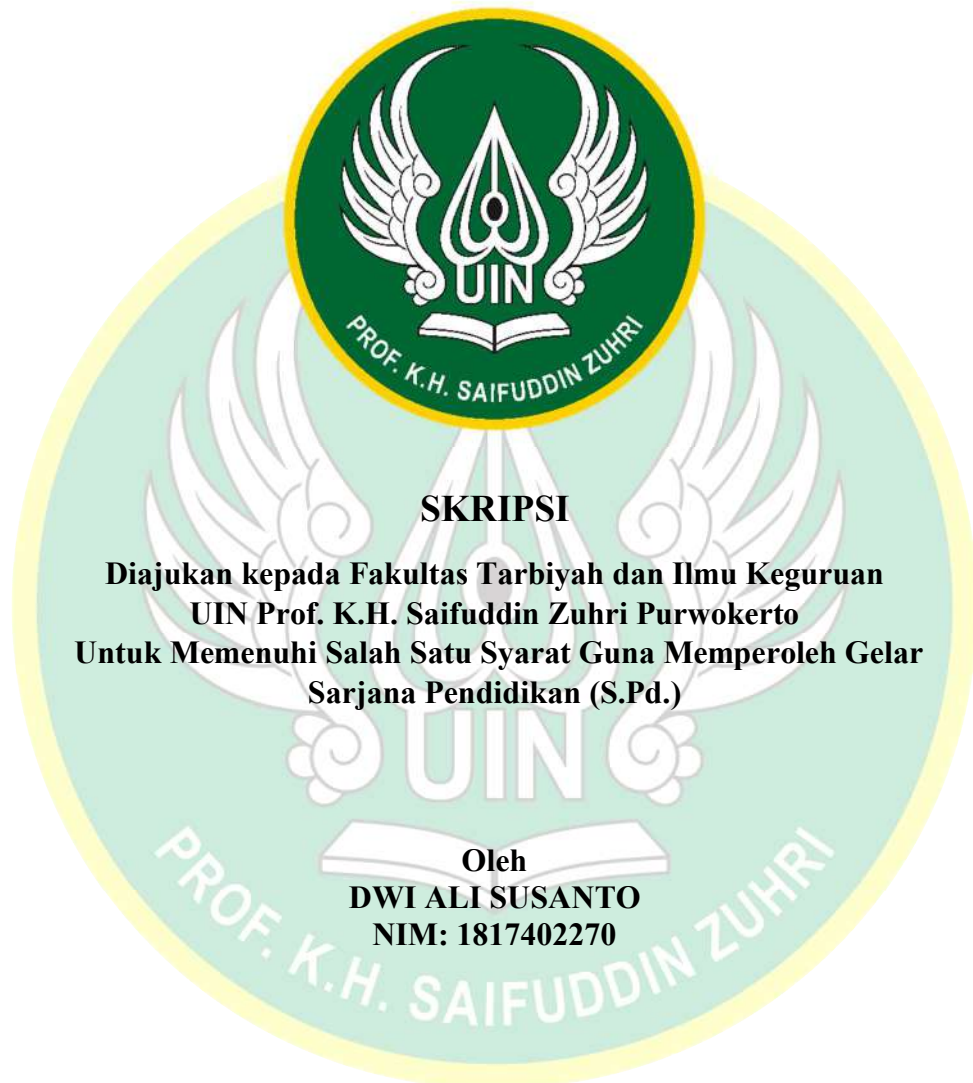 UIN
PROF. K.H. SAIFUDDIN ZUHRI
SKRIPSI
Diajukan kepada Fakultas Tarbiyah dan Ilmu Keguruan
UIN Prof. K.H. Saifuddin Zuhri Purwokerto
Untuk Memenuhi Salah Satu Syarat Guna Memperoleh Gelar
Sarjana Pendidikan (S.Pd.)
UIN
Oleh
DWI ALI SUSANTO
NIM: 1817402270
PROF. K.H. SAIFUDDIN ZUHRI